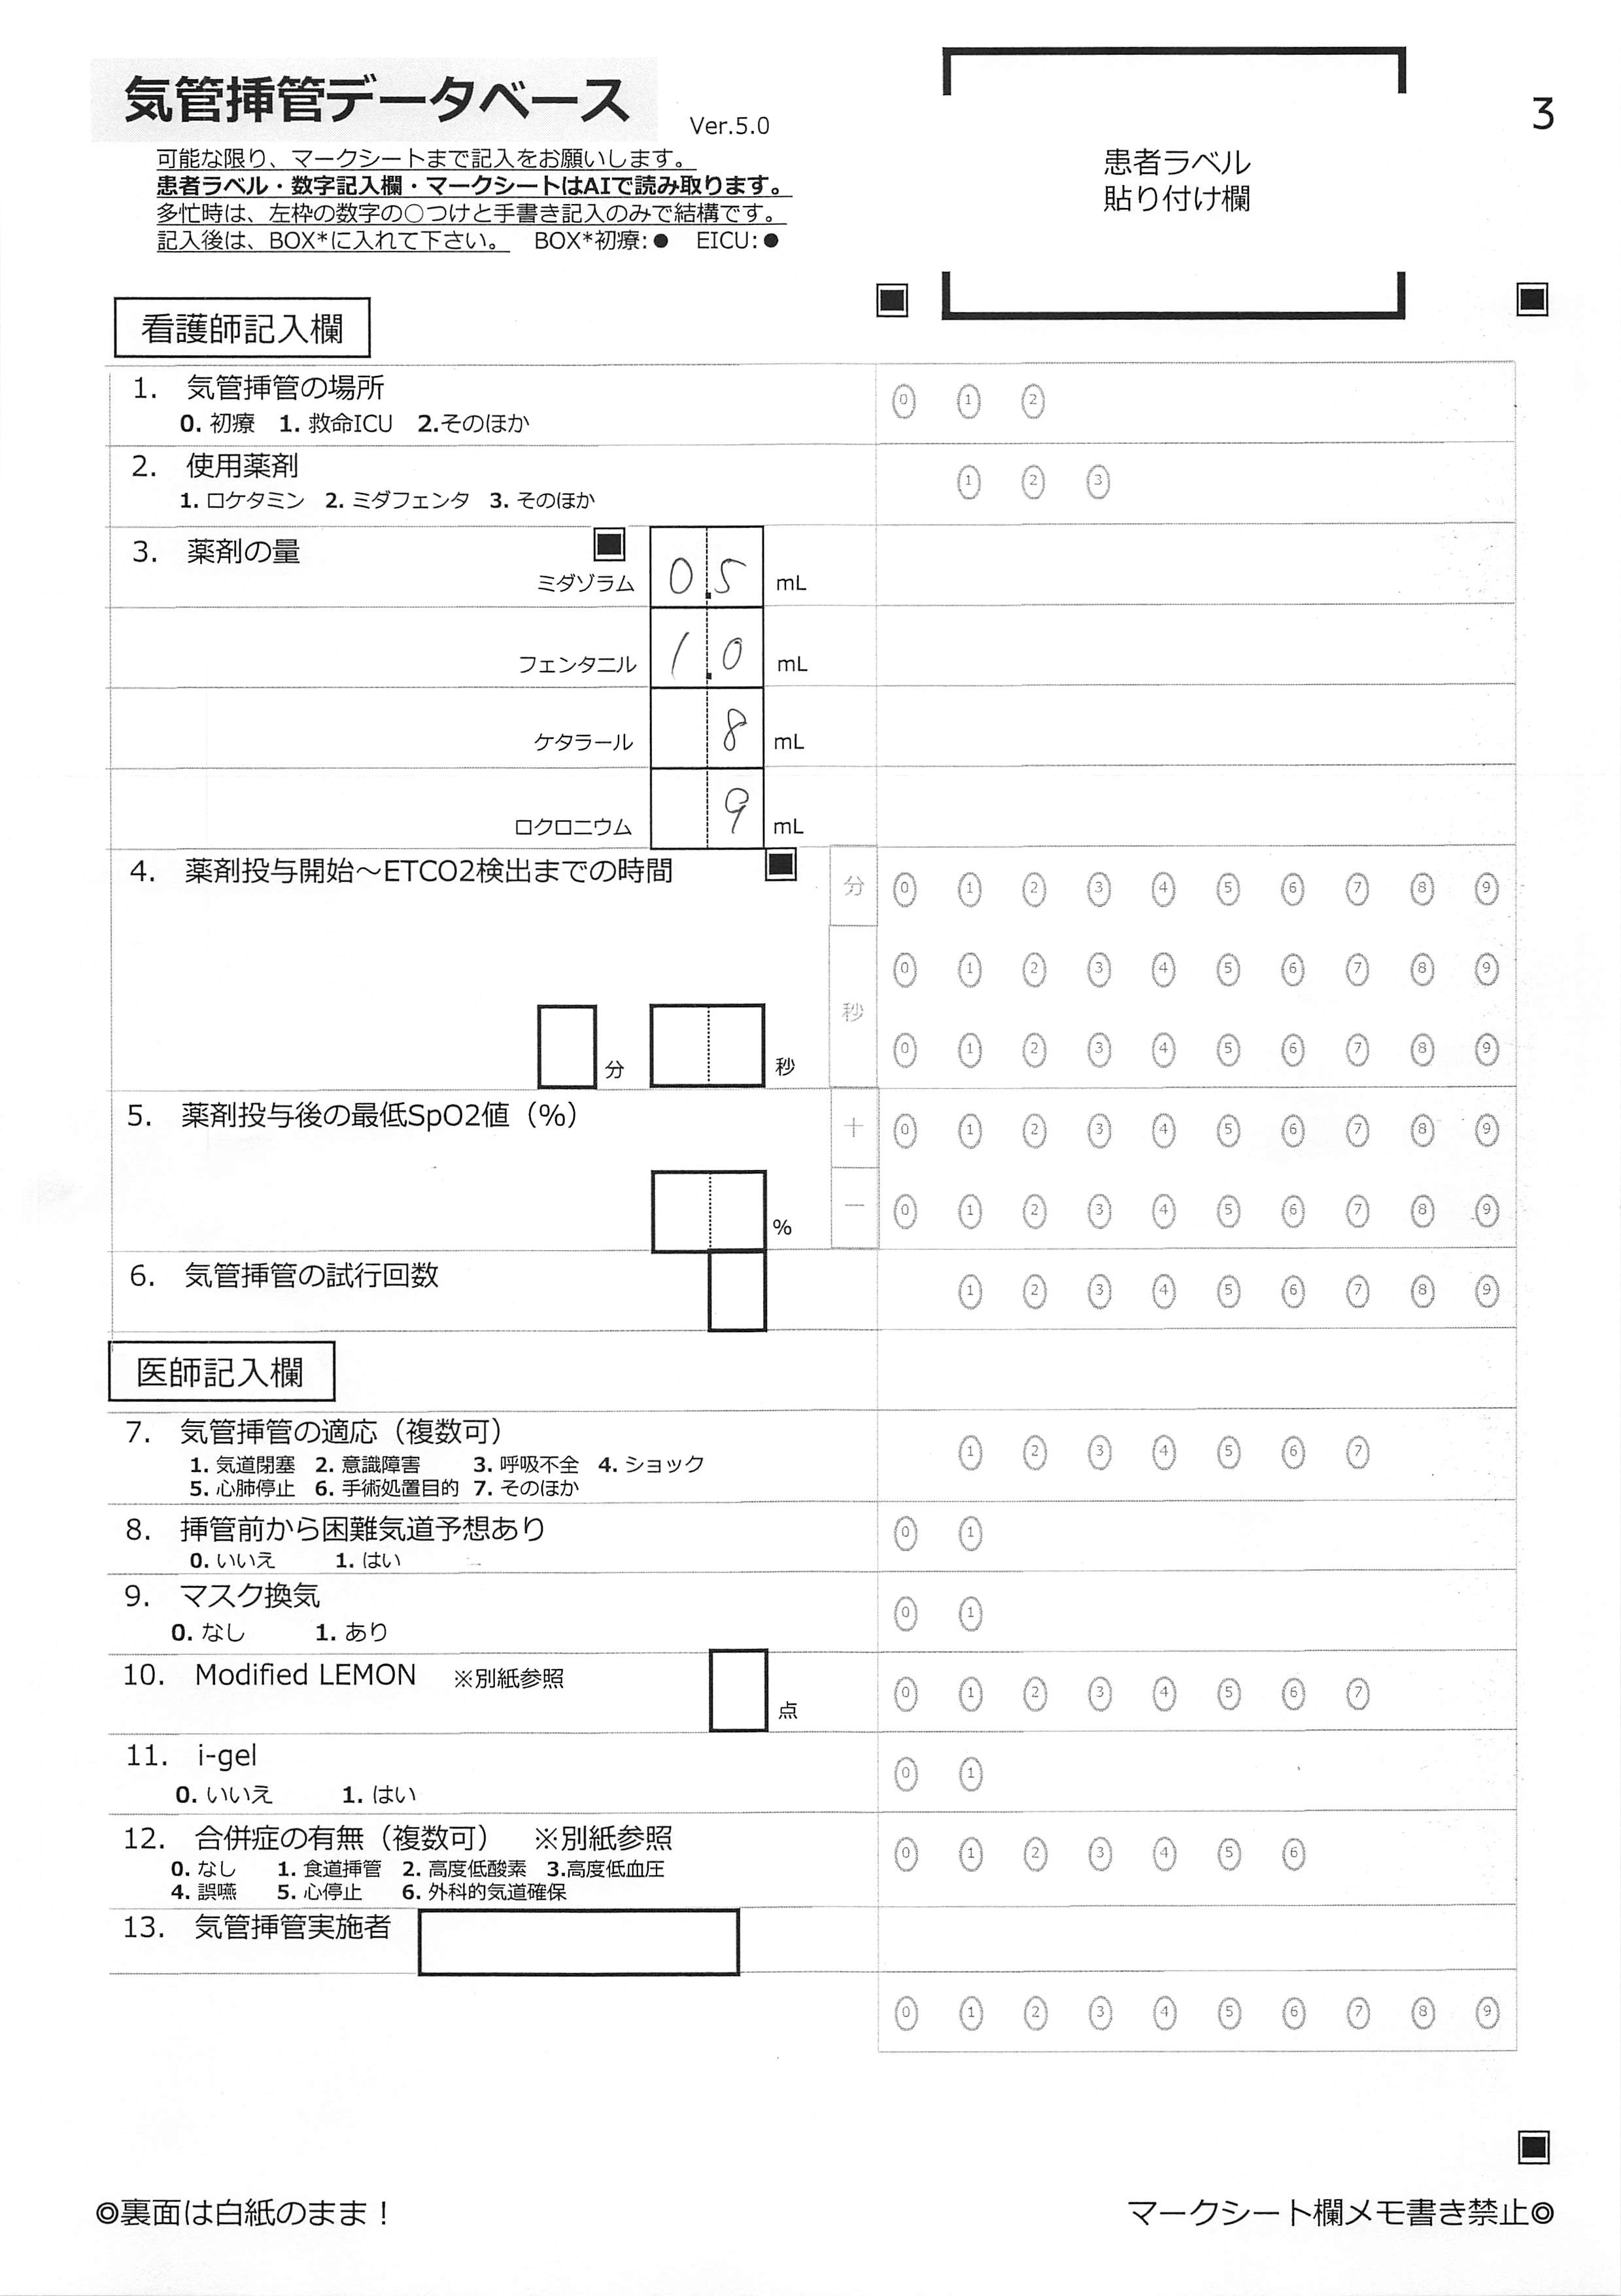 気管挿管データベース Ver.5.0
3
可能な限り、マークシートまで記入をお願いします。
患者ラベル・数字記入欄・マークシートはAIで読み取ります。
多忙時は、左枠の数字の○つけと手書き記入のみで結構です。
記入後は、BOX*に入れて下さい。 BOX*初療:● EICU:●
患者ラベル
貼り付け欄
看護師記入欄
1. 気管挿管の場所
0. 初療 1. 救命ICU 2.そのほか
0 1 2
2. 使用薬剤
1. ロケタミン 2. ミダフェンタ 3. そのほか
1 2 3
3. 薬剤の量
ミダゾラム 0.5 mL
フェンタニル 1.0 mL
ケタラール 8 mL
ロクロニウム 9 mL
4. 薬剤投与開始～ETCO2検出までの時間
分 0 1 2 3 4 5 6 7 8 9
0 1 2 3 4 5 6 7 8 9
秒
分 秒 0 1 2 3 4 5 6 7 8 9
5. 薬剤投与後の最低SpO2値（%）
十 0 1 2 3 4 5 6 7 8 9
% 一 0 1 2 3 4 5 6 7 8 9
6. 気管挿管の試行回数
1 2 3 4 5 6 7 8 9
医師記入欄
7. 気管挿管の適応（複数可）
1. 気道閉塞 2. 意識障害 3. 呼吸不全 4. ショック
5. 心肺停止 6. 手術処置目的 7. そのほか
1 2 3 4 5 6 7
8. 挿管前から困難気道予想あり
0. いいえ 1. はい
0 1
9. マスク換気
0. なし 1. あり
0 1
10. Modified LEMON ※別紙参照
点 0 1 2 3 4 5 6 7
11. i-gel
0. いいえ 1. はい
0 1
12. 合併症の有無（複数可） ※別紙参照
0. なし 1. 食道挿管 2. 高度低酸素 3.高度低血圧
4. 誤嚥 5. 心停止 6. 外科的気道確保
0 1 2 3 4 5 6
13. 気管挿管実施者
0 1 2 3 4 5 6 7 8 9
◎裏面は白紙のまま！
マークシート欄メモ書き禁止◎